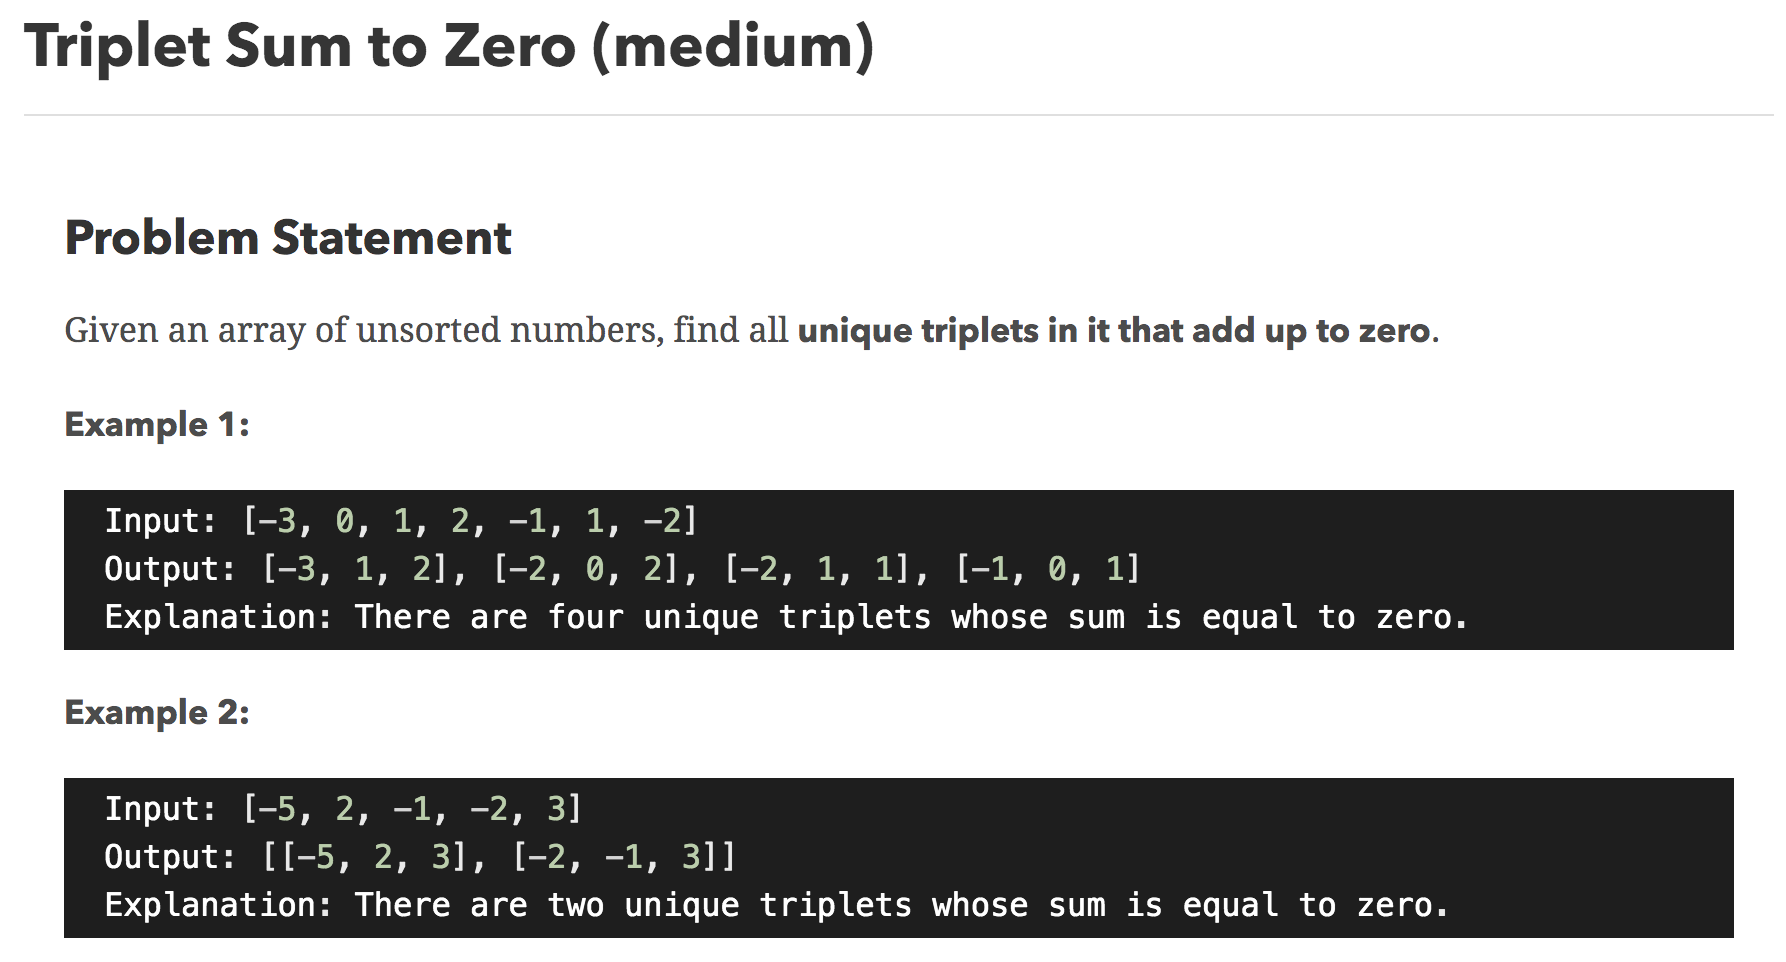 Triplet Sum to Zero (medium)
Problem Statement
Given an array of unsorted numbers, find all unique triplets in it that add up to zero.
Example 1:
Input: [-3, 0, 1, 2, -1, 1, -2]
Output: [-3, 1, 2], [-2, 0, 2], [-2, 1, 1], [-1, 0, 1]
Explanation: There are four unique triplets whose sum is equal to zero.
Example 2:
Input: [-5, 2, -1, -2, 3]
Output: [[-5, 2, 3], [-2, -1, 3]]
Explanation: There are two unique triplets whose sum is equal to zero.